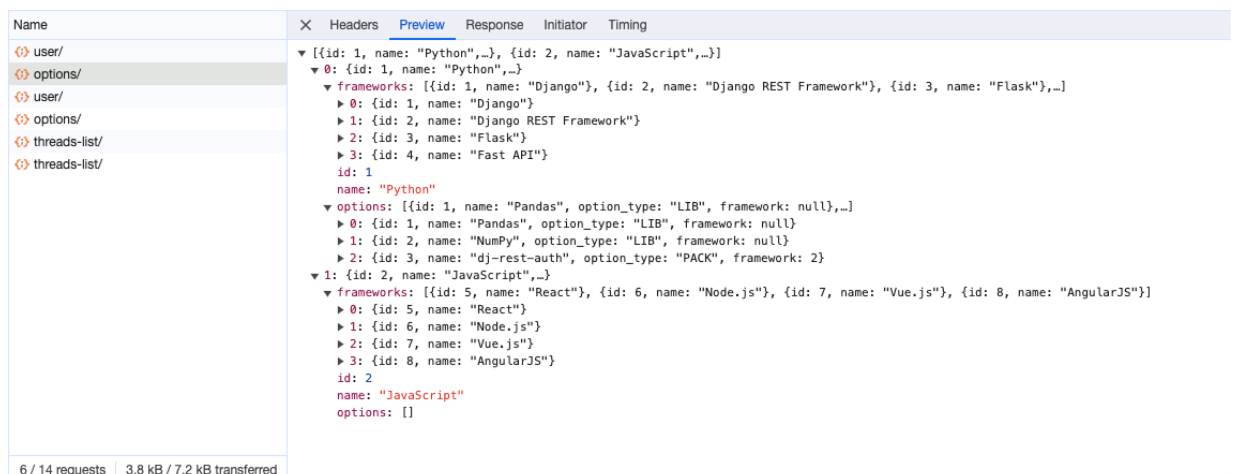 Name
user/
options/
user/
options/
threads-list/
threads-list/
6 / 14 requests 3.8 kB / 7.2 kB transferred
Headers Preview Response Initiator Timing
[{id: 1, name: "Python",…}, {id: 2, name: "JavaScript",…}]
0: {id: 1, name: "Python",…}
frameworks: [{id: 1, name: "Django"}, {id: 2, name: "Django REST Framework"}, {id: 3, name: "Flask"},…]
0: {id: 1, name: "Django"}
1: {id: 2, name: "Django REST Framework"}
2: {id: 3, name: "Flask"}
3: {id: 4, name: "Fast API"}
id: 1
name: "Python"
options: [{id: 1, name: "Pandas", option_type: "LIB", framework: null},…]
0: {id: 1, name: "Pandas", option_type: "LIB", framework: null}
1: {id: 2, name: "NumPy", option_type: "LIB", framework: null}
2: {id: 3, name: "dj-rest-auth", option_type: "PACK", framework: 2}
1: {id: 2, name: "JavaScript",…}
frameworks: [{id: 5, name: "React"}, {id: 6, name: "Node.js"}, {id: 7, name: "Vue.js"}, {id: 8, name: "AngularJS"}]
0: {id: 5, name: "React"}
1: {id: 6, name: "Node.js"}
2: {id: 7, name: "Vue.js"}
3: {id: 8, name: "AngularJS"}
id: 2
name: "JavaScript"
options: []